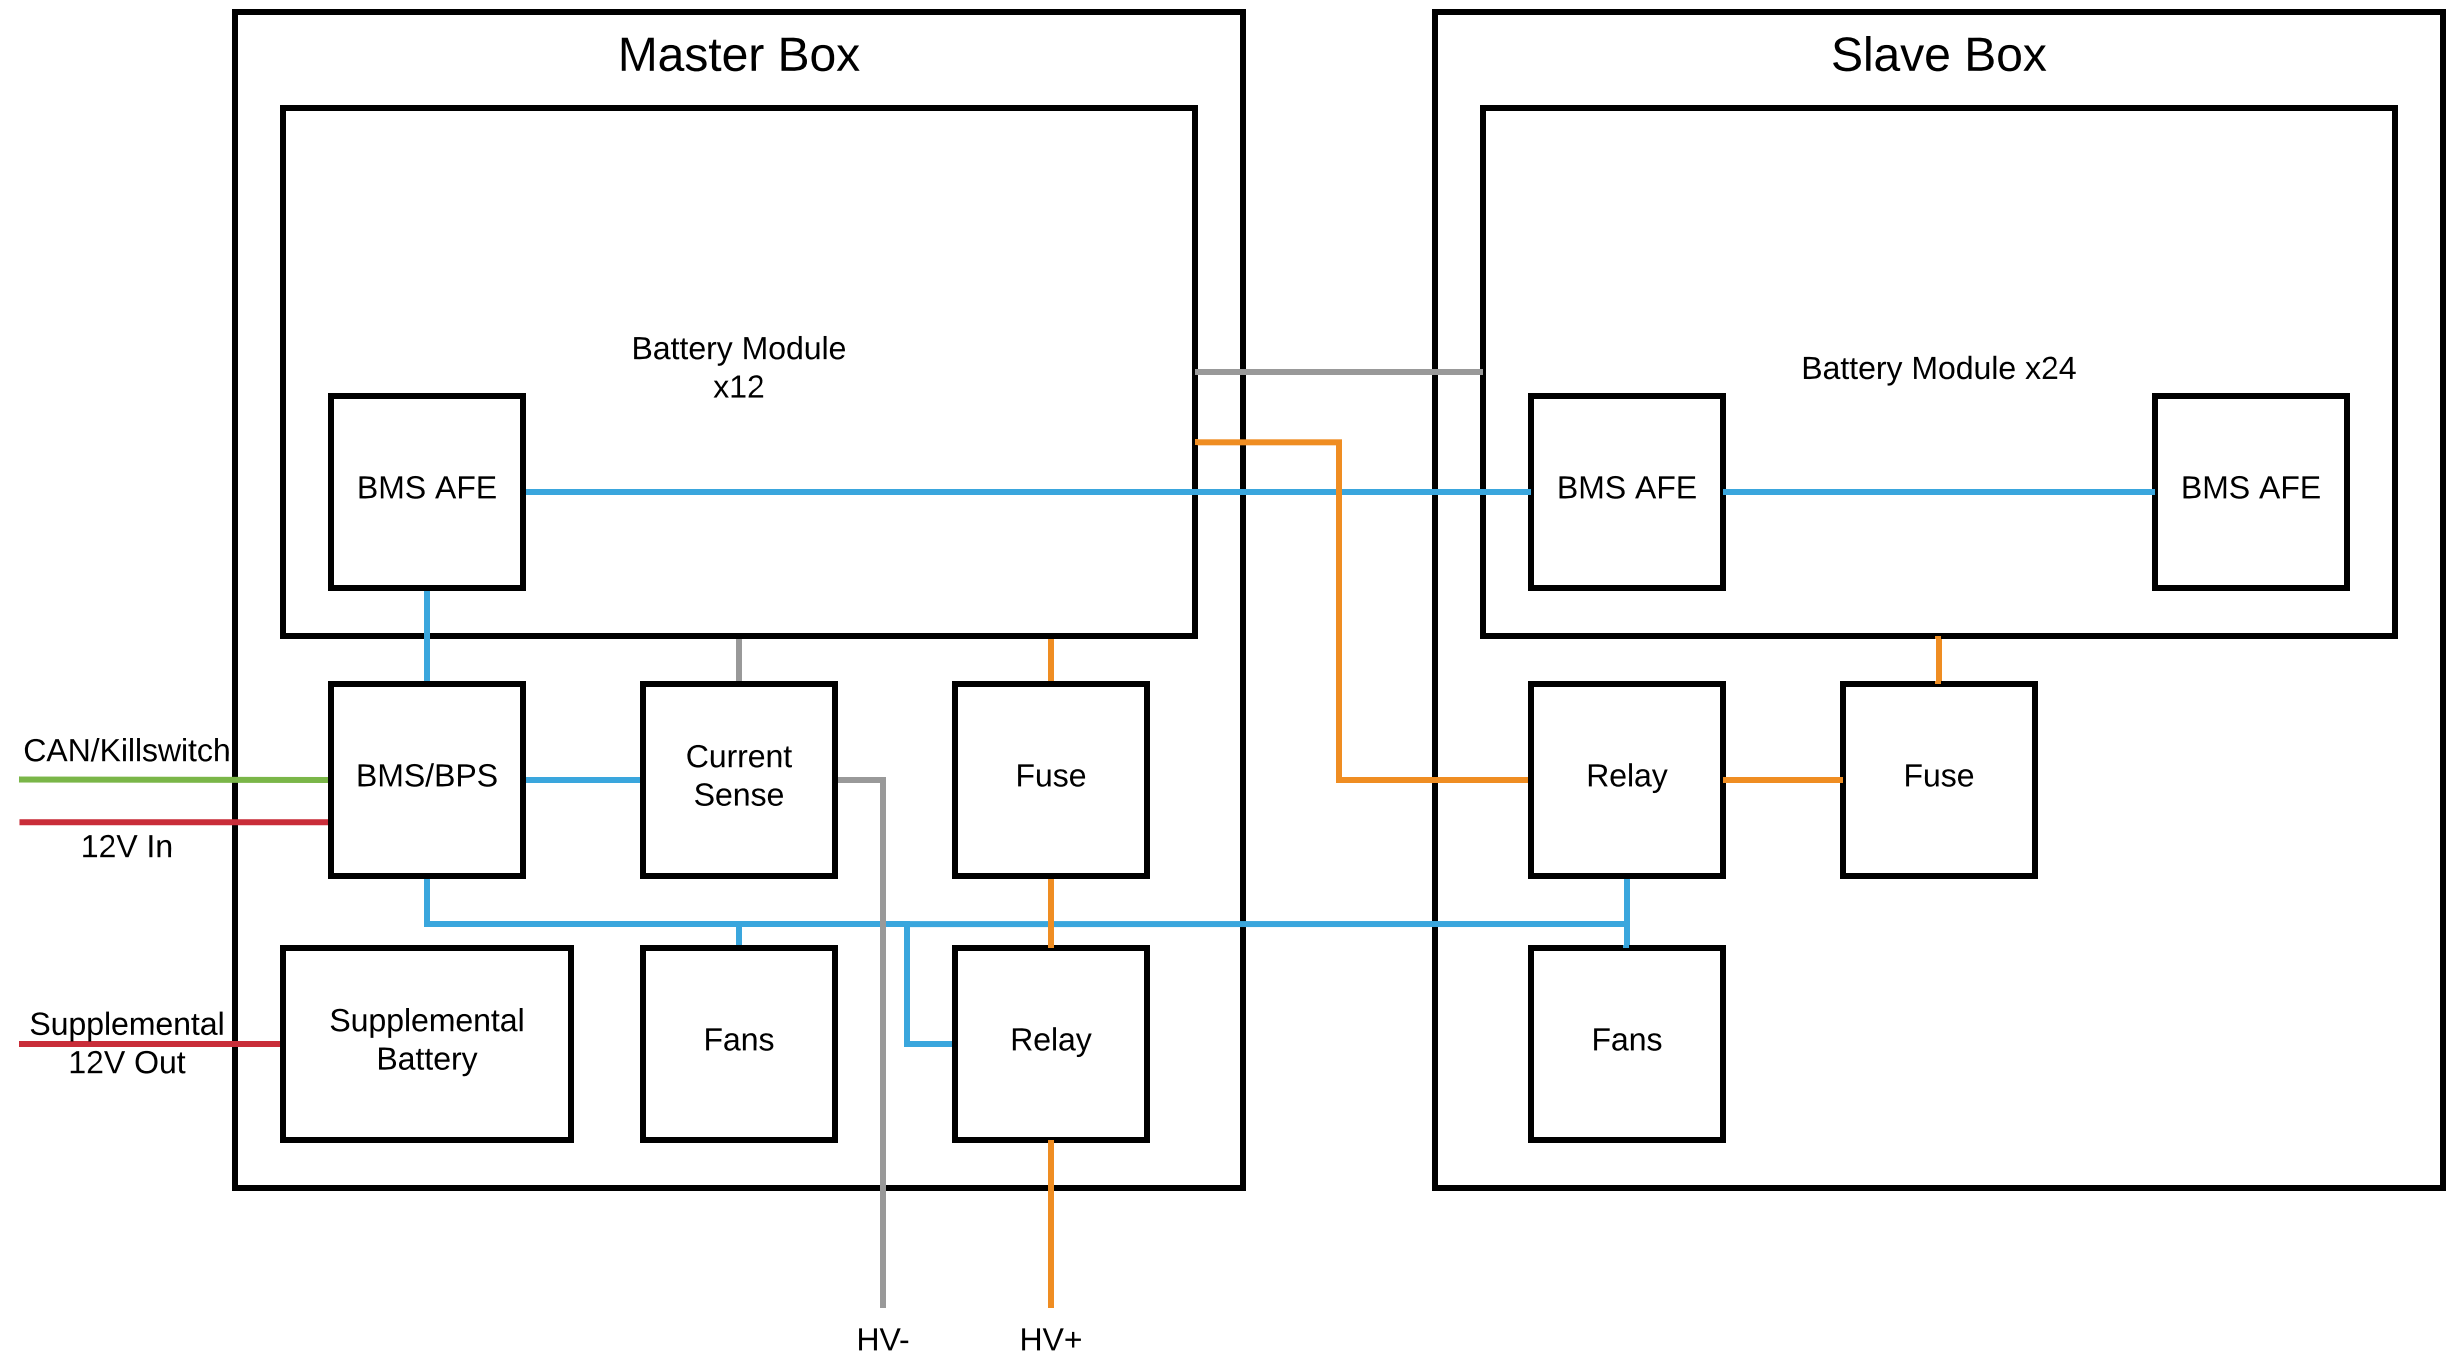 Master Box
Slave Box
Battery Module
x12
Battery Module x24
BMS AFE
BMS AFE
BMS AFE
CAN/Killswitch
12V In
BMS/BPS
Current
Sense
Fuse
Relay
Fuse
Supplemental
12V Out
Supplemental
Battery
Fans
Relay
Fans
HV-
HV+